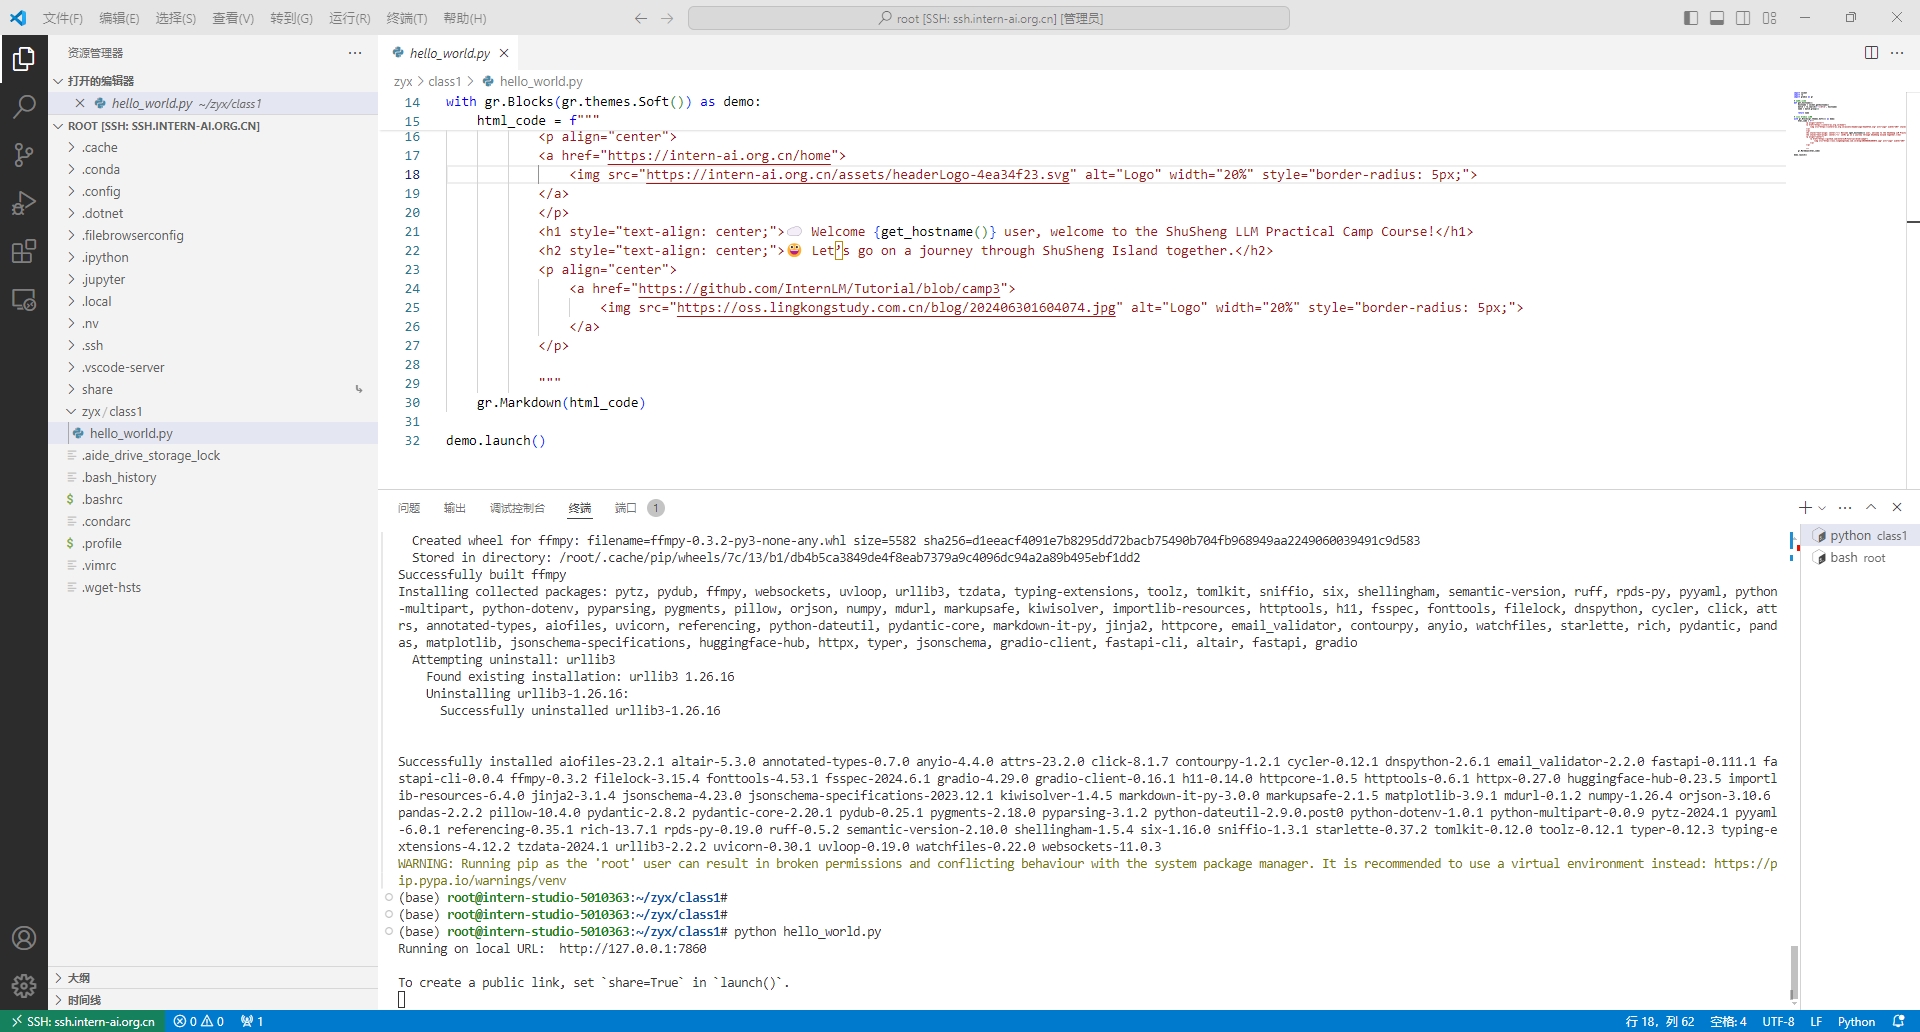 文件(F) 编辑(E) 选择(S) 查看(V) 转到(G) 运行(R) 终端(T) 帮助(H)
root [SSH: ssh.intern-ai.org.cn] [管理员]
资源管理器
打开的编辑器
hello_world.py ~/zyx/class1
ROOT [SSH: SSH.INTERN-AI.ORG.CN]
.cache
.conda
.config
.dotnet
.filebrowserconfig
.ipython
.jupyter
.local
.nv
.ssh
.vscode-server
share
zyx / class1
hello_world.py
.aide_drive_storage_lock
.bash_history
.bashrc
.condarc
.profile
.vimrc
.wget-hsts
大纲
时间线
hello_world.py
zyx > class1 > hello_world.py
14 with gr.Blocks(gr.themes.Soft()) as demo:
15 html_code = f"""
16 <p align="center">
17 <a href="https://intern-ai.org.cn/home">
18 <img src="https://intern-ai.org.cn/assets/headerLogo-4ea34f23.svg" alt="Logo" width="20%" style="border-radius: 5px;">
19 </a>
20 </p>
21 <h1 style="text-align: center;">☁️ Welcome {get_hostname()} user, welcome to the ShuSheng LLM Practical Camp Course!</h1>
22 <h2 style="text-align: center;">😀 Let’s go on a journey through ShuSheng Island together.</h2>
23 <p align="center">
24 <a href="https://github.com/InternLM/Tutorial/blob/camp3">
25 <img src="https://oss.lingkongstudy.com.cn/blog/202406301604074.jpg" alt="Logo" width="20%" style="border-radius: 5px;">
26 </a>
27 </p>
28
29 """
30 gr.Markdown(html_code)
31
32 demo.launch()
问题 输出 调试控制台 终端 端口 1
Created wheel for ffmpy: filename=ffmpy-0.3.2-py3-none-any.whl size=5582 sha256=d1eeacf4091e7b8295dd72bacb75490b704fb968949aa2249060039491c9d583
Stored in directory: /root/.cache/pip/wheels/7c/13/b1/db4b5ca3849de4f8eab7379a9c4096dc94a2a89b495ebf1dd2
Successfully built ffmpy
Installing collected packages: pytz, pydub, ffmpy, websockets, uvloop, urllib3, tzdata, typing-extensions, toolz, tomlkit, sniffio, six, shellingham, semantic-version, ruff, rpds-py, pyyaml, python
-multipart, python-dotenv, pyparsing, pygments, pillow, orjson, numpy, mdurl, markupsafe, kiwisolver, importlib-resources, httptools, h11, fsspec, fonttools, filelock, dnspython, cycler, click, att
rs, annotated-types, aiofiles, uvicorn, referencing, python-dateutil, pydantic-core, markdown-it-py, jinja2, httpcore, email_validator, contourpy, anyio, watchfiles, starlette, rich, pydantic, pand
as, matplotlib, jsonschema-specifications, huggingface-hub, httpx, typer, jsonschema, gradio-client, fastapi-cli, altair, fastapi, gradio
Attempting uninstall: urllib3
Found existing installation: urllib3 1.26.16
Uninstalling urllib3-1.26.16:
Successfully uninstalled urllib3-1.26.16
Successfully installed aiofiles-23.2.1 altair-5.3.0 annotated-types-0.7.0 anyio-4.4.0 attrs-23.2.0 click-8.1.7 contourpy-1.2.1 cycler-0.12.1 dnspython-2.6.1 email_validator-2.2.0 fastapi-0.111.1 fa
stapi-cli-0.0.4 ffmpy-0.3.2 filelock-3.15.4 fonttools-4.53.1 fsspec-2024.6.1 gradio-4.29.0 gradio-client-0.16.1 h11-0.14.0 httpcore-1.0.5 httptools-0.6.1 httpx-0.27.0 huggingface-hub-0.23.5 importl
ib-resources-6.4.0 jinja2-3.1.4 jsonschema-4.23.0 jsonschema-specifications-2023.12.1 kiwisolver-1.4.5 markdown-it-py-3.0.0 markupsafe-2.1.5 matplotlib-3.9.1 mdurl-0.1.2 numpy-1.26.4 orjson-3.10.6
pandas-2.2.2 pillow-10.4.0 pydantic-2.8.2 pydantic-core-2.20.1 pydub-0.25.1 pygments-2.18.0 pyparsing-3.1.2 python-dateutil-2.9.0.post0 python-dotenv-1.0.1 python-multipart-0.0.9 pytz-2024.1 pyyaml
-6.0.1 referencing-0.35.1 rich-13.7.1 rpds-py-0.19.0 ruff-0.5.2 semantic-version-2.10.0 shellingham-1.5.4 six-1.16.0 sniffio-1.3.1 starlette-0.37.2 tomlkit-0.12.0 toolz-0.12.1 typer-0.12.3 typing-e
xtensions-4.12.2 tzdata-2024.1 urllib3-2.2.2 uvicorn-0.30.1 uvloop-0.19.0 watchfiles-0.22.0 websockets-11.0.3
WARNING: Running pip as the 'root' user can result in broken permissions and conflicting behaviour with the system package manager. It is recommended to use a virtual environment instead: https://p
ip.pypa.io/warnings/venv
(base) root@intern-studio-5010363:~/zyx/class1#
(base) root@intern-studio-5010363:~/zyx/class1#
(base) root@intern-studio-5010363:~/zyx/class1# python hello_world.py
Running on local URL: http://127.0.0.1:7860
To create a public link, set `share=True` in `launch()`.
python class1
bash root
SSH: ssh.intern-ai.org.cn 0 0 1
行 18, 列 62 空格: 4 UTF-8 LF Python